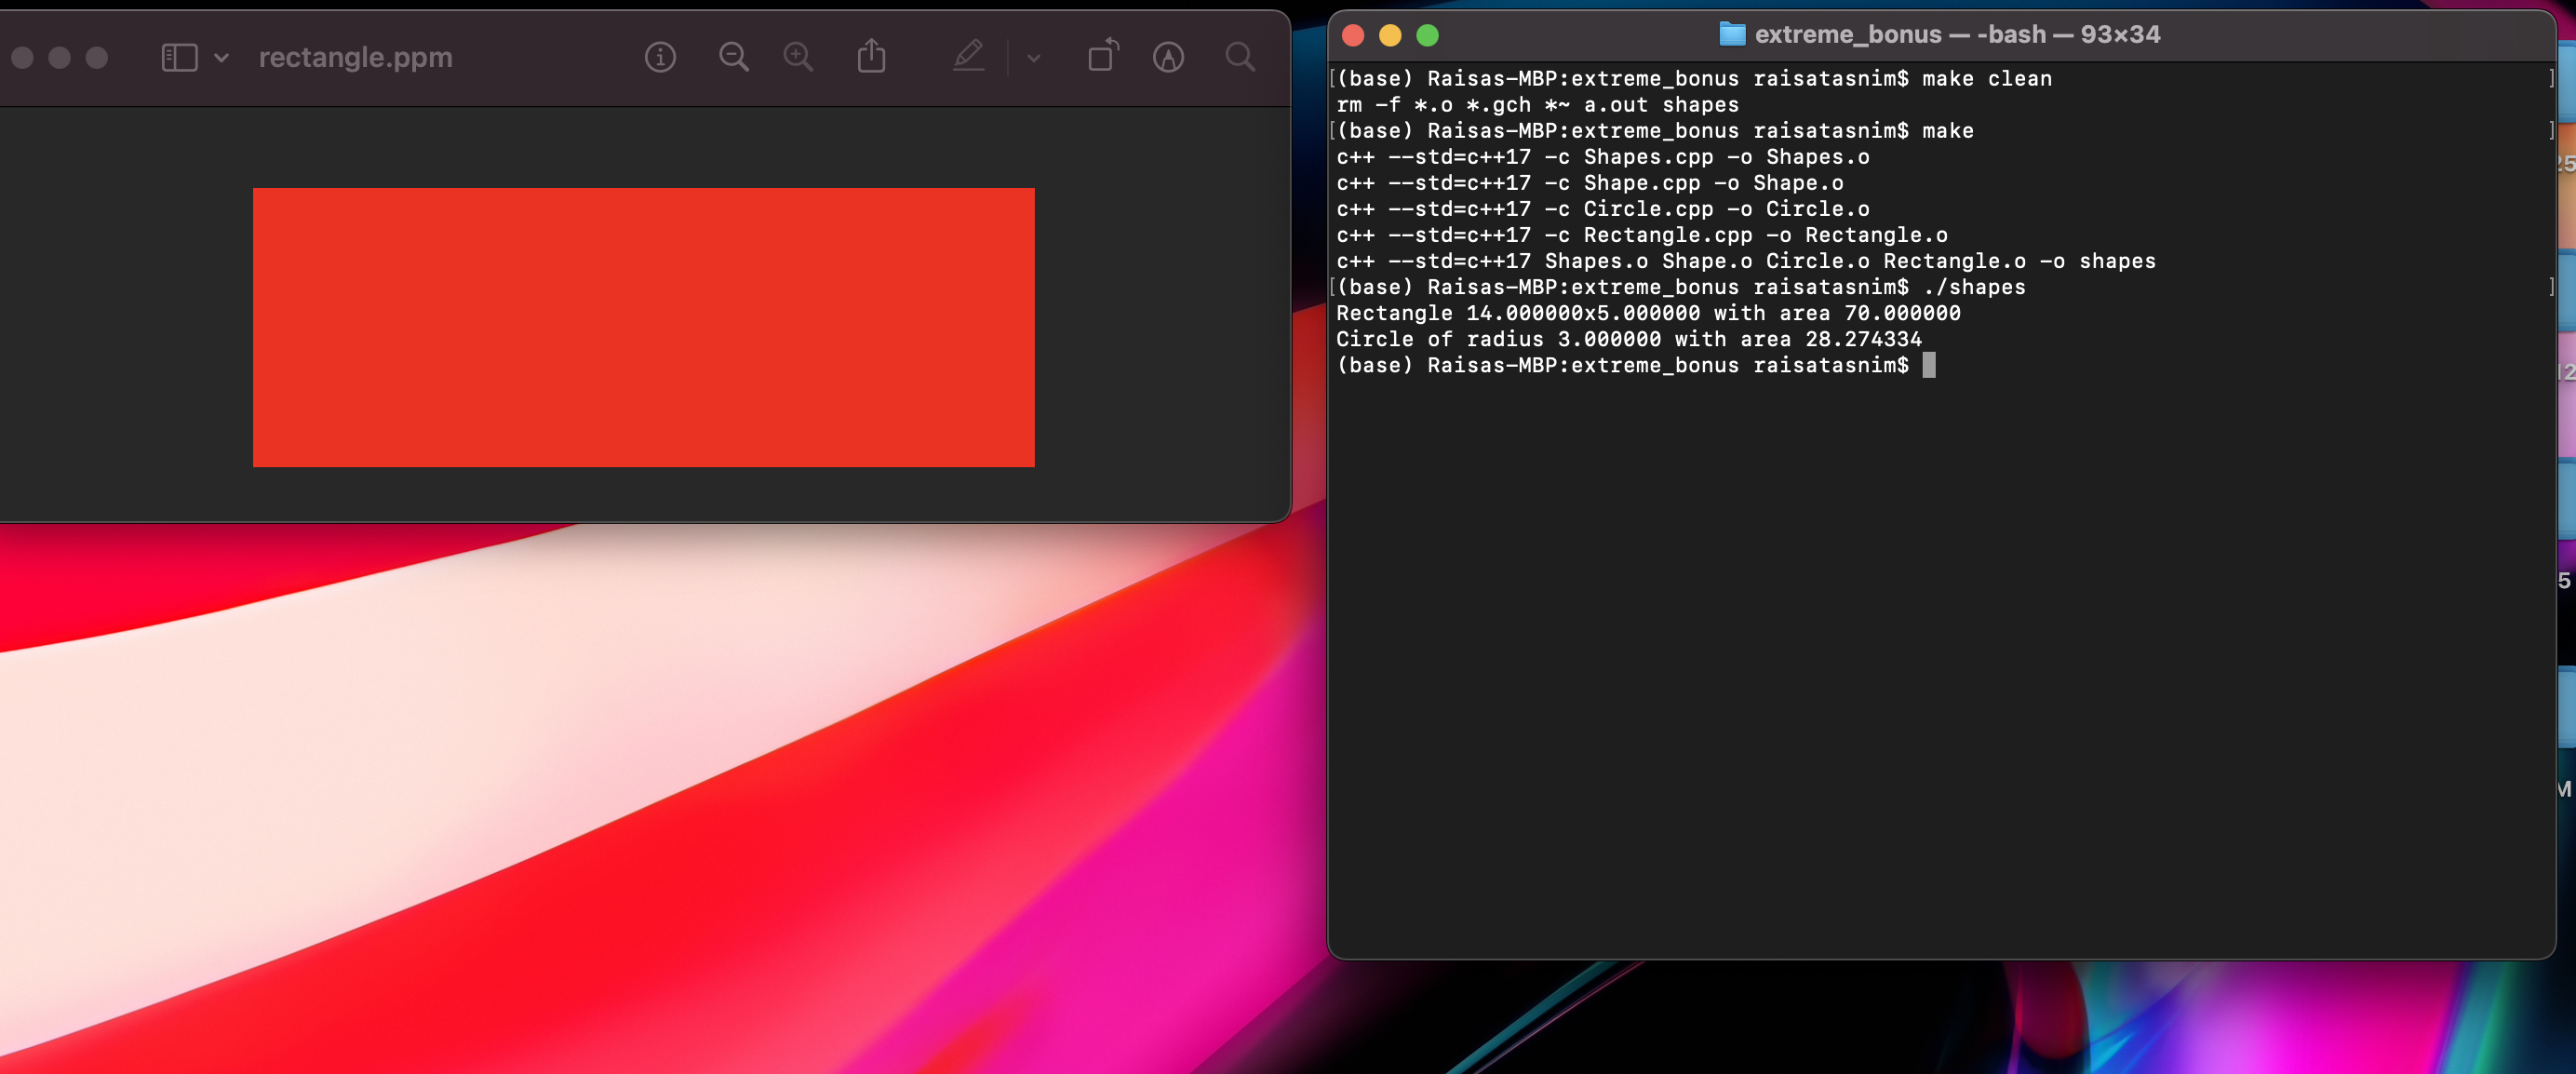 rectangle.ppm
extreme_bonus — -bash — 93×34
(base) Raisas-MBP:extreme_bonus raisatasnim$ make clean
rm -f *.o *.gch *~ a.out shapes
(base) Raisas-MBP:extreme_bonus raisatasnim$ make
c++ --std=c++17 -c Shapes.cpp -o Shapes.o
c++ --std=c++17 -c Shape.cpp -o Shape.o
c++ --std=c++17 -c Circle.cpp -o Circle.o
c++ --std=c++17 -c Rectangle.cpp -o Rectangle.o
c++ --std=c++17 Shapes.o Shape.o Circle.o Rectangle.o -o shapes
(base) Raisas-MBP:extreme_bonus raisatasnim$ ./shapes
Rectangle 14.000000x5.000000 with area 70.000000
Circle of radius 3.000000 with area 28.274334
(base) Raisas-MBP:extreme_bonus raisatasnim$